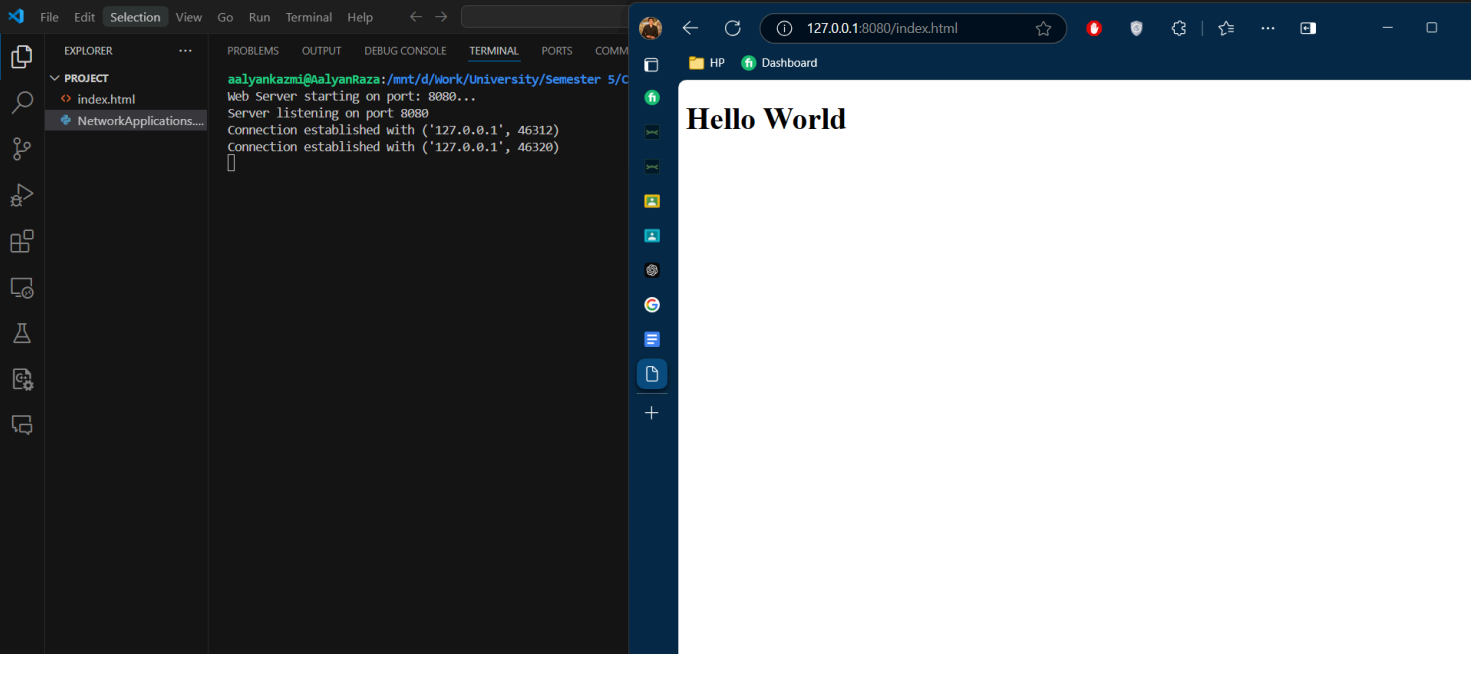 File Edit Selection View Go Run Terminal Help
EXPLORER ...
PROJECT
<> index.html
NetworkApplications....
PROBLEMS OUTPUT DEBUG CONSOLE TERMINAL PORTS COMM
aalyankazmi@AalyanRaza:/mnt/d/Work/University/Semester 5/C
Web Server starting on port: 8080...
Server listening on port 8080
Connection established with ('127.0.0.1', 46312)
Connection established with ('127.0.0.1', 46320)
127.0.0.1:8080/index.html
HP Dashboard
Hello World